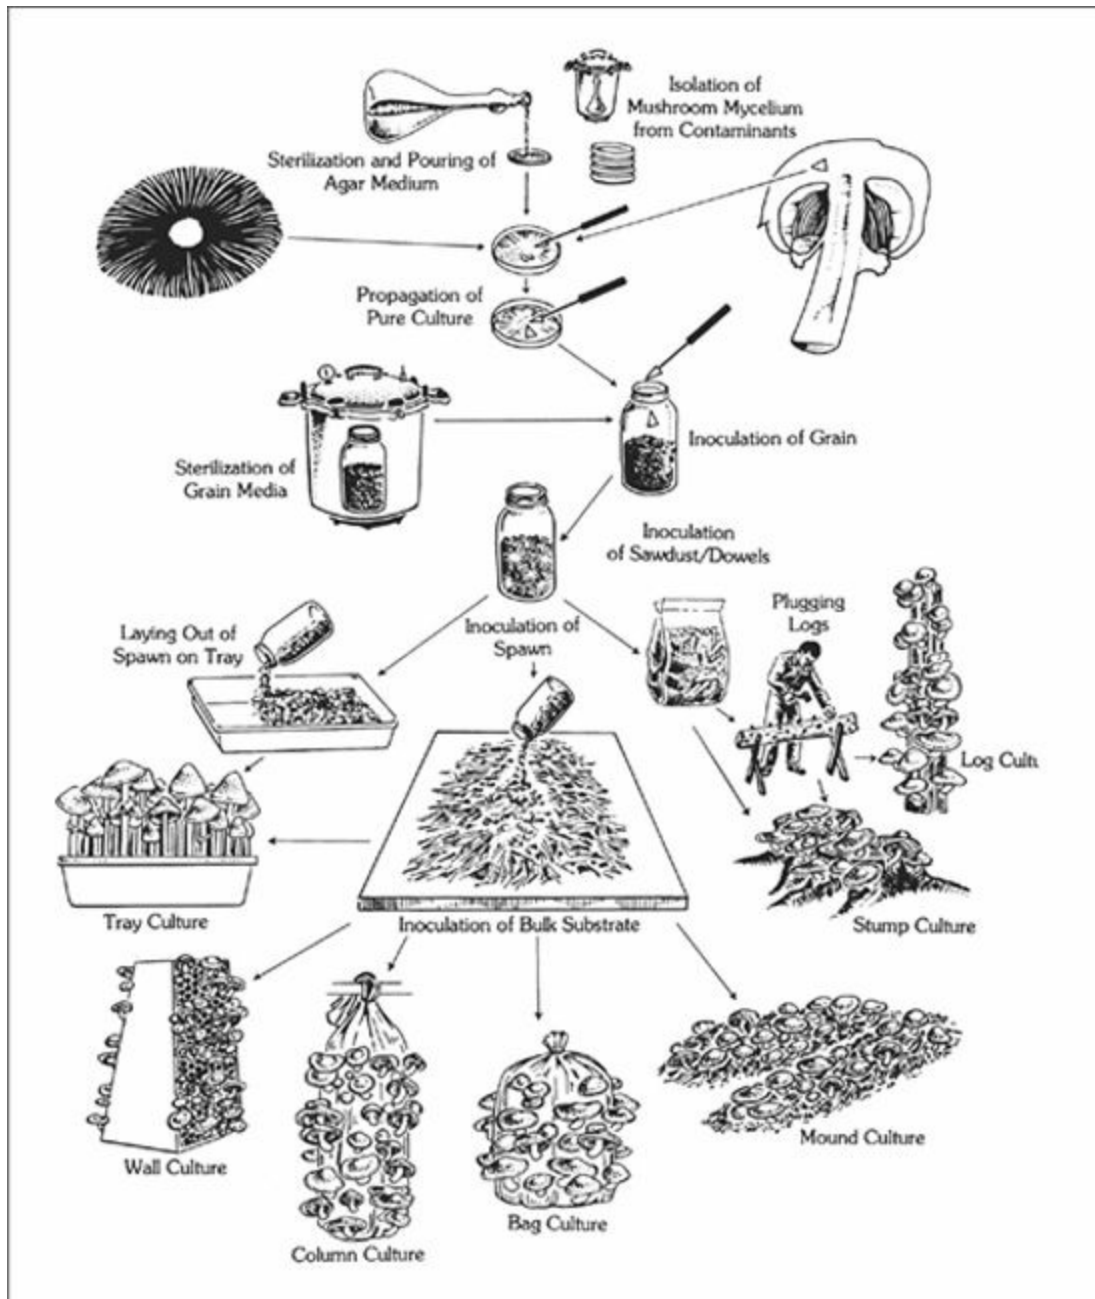 Isolation of
Mushroom Mycelium
from Contaminants
Sterilization and Pouring of
Agar Medium
Propagation of
Pure Culture
Inoculation of Grain
Sterilization of
Grain Media
Inoculation
of Sawdust/Dowels
Plugging
Logs
Laying Out of
Spawn on Tray
Inoculation of
Spawn
Log Cultu
Tray Culture
Inoculation of Bulk Substrate
Stump Culture
Mound Culture
Wall Culture
Bag Culture
Column Culture